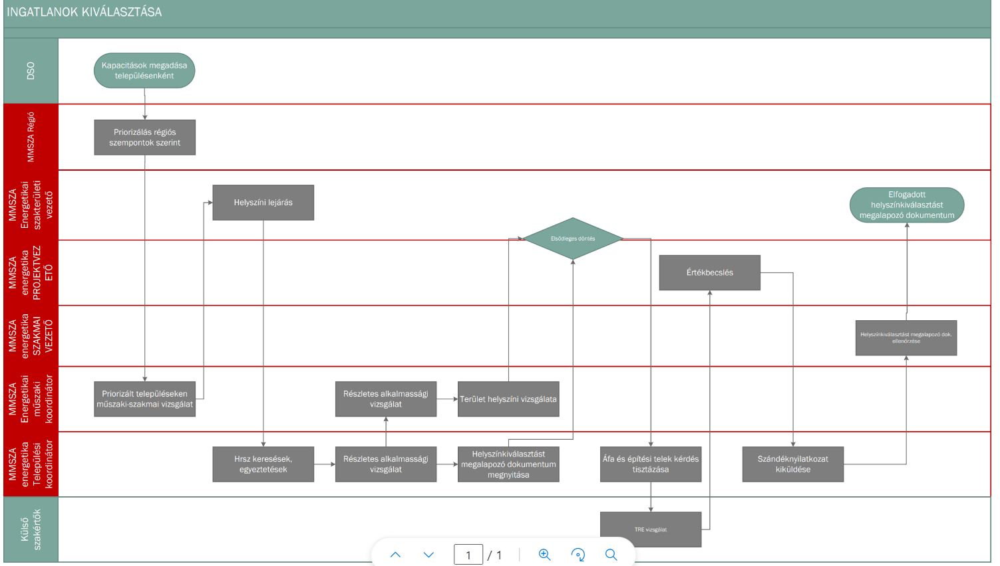 INGATLANOK KIVÁLASZTÁSA
DSO
Kapacitások megadása
településenként
MMSZA Régió
Priorizálás régiós
szempontok szerint
MMSZA
Energetikai
szakterületi
vezető
Helyszíni lejárás
Elsődleges döntés
Elfogadott
helyszínkiválasztást
megalapozó dokumentum
MMSZA
energetika
PROJEKTVEZ
ETŐ
Értékbecslés
MMSZA
energetika
SZAKMAI
VEZETŐ
Helyszínkiválasztást megalapozó dok.
ellenőrzése
MMSZA
Energetikai
műszaki
koordinátor
Priorizált településeken
műszaki-szakmai vizsgálat
Részletes alkalmassági
vizsgálat
Terület helyszíni vizsgálata
MMSZA
energetika
Települési
koordinátor
Hrsz keresések,
egyeztetések
Részletes alkalmassági
vizsgálat
Helyszínkiválasztást
megalapozó dokumentum
megnyitása
Áfa és építési telek kérdés
tisztázása
Szándéknyilatkozat
kiküldése
Külső
szakértők
TRE vizsgálat
1 / 1